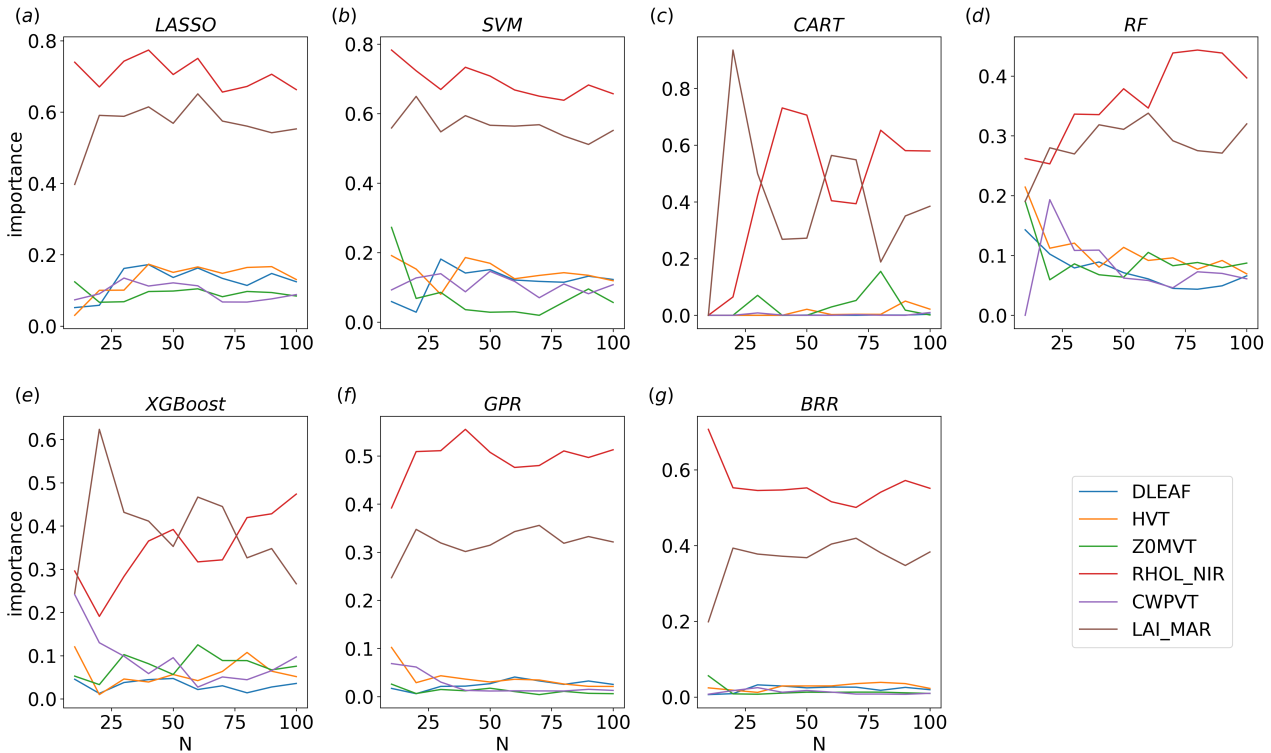 (a) LASSO
(b) SVM
(c) CART
(d) RF
importance
0.8
0.6
0.4
0.2
0.0
25 50 75 100
0.8
0.6
0.4
0.2
0.0
25 50 75 100
0.8
0.6
0.4
0.2
0.0
25 50 75 100
0.4
0.3
0.2
0.1
0.0
25 50 75 100
(e) XGBoost
(f) GPR
(g) BRR
importance
0.6
0.5
0.4
0.3
0.2
0.1
0.0
25 50 75 100
N
0.5
0.4
0.3
0.2
0.1
0.0
25 50 75 100
N
0.6
0.4
0.2
0.0
25 50 75 100
N
DLEAF
HVT
Z0MVT
RHOL_NIR
CWPVT
LAI_MAR